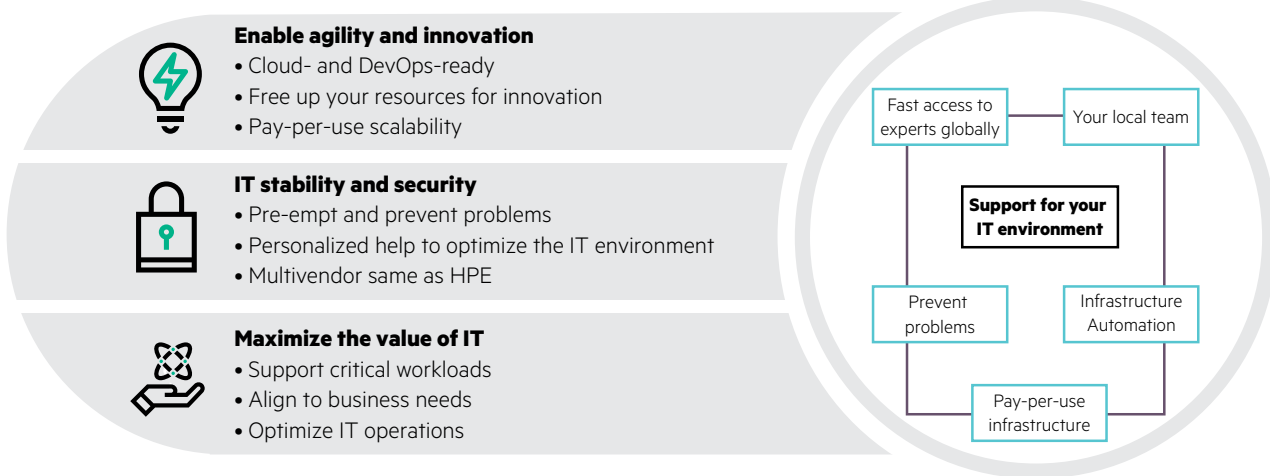 Enable agility and innovation
• Cloud- and DevOps-ready
• Free up your resources for innovation
• Pay-per-use scalability
IT stability and security
• Pre-empt and prevent problems
• Personalized help to optimize the IT environment
• Multivendor same as HPE
Maximize the value of IT
• Support critical workloads
• Align to business needs
• Optimize IT operations
Fast access to
experts globally
Your local team
Support for your
IT environment
Prevent
problems
Infrastructure
Automation
Pay-per-use
infrastructure